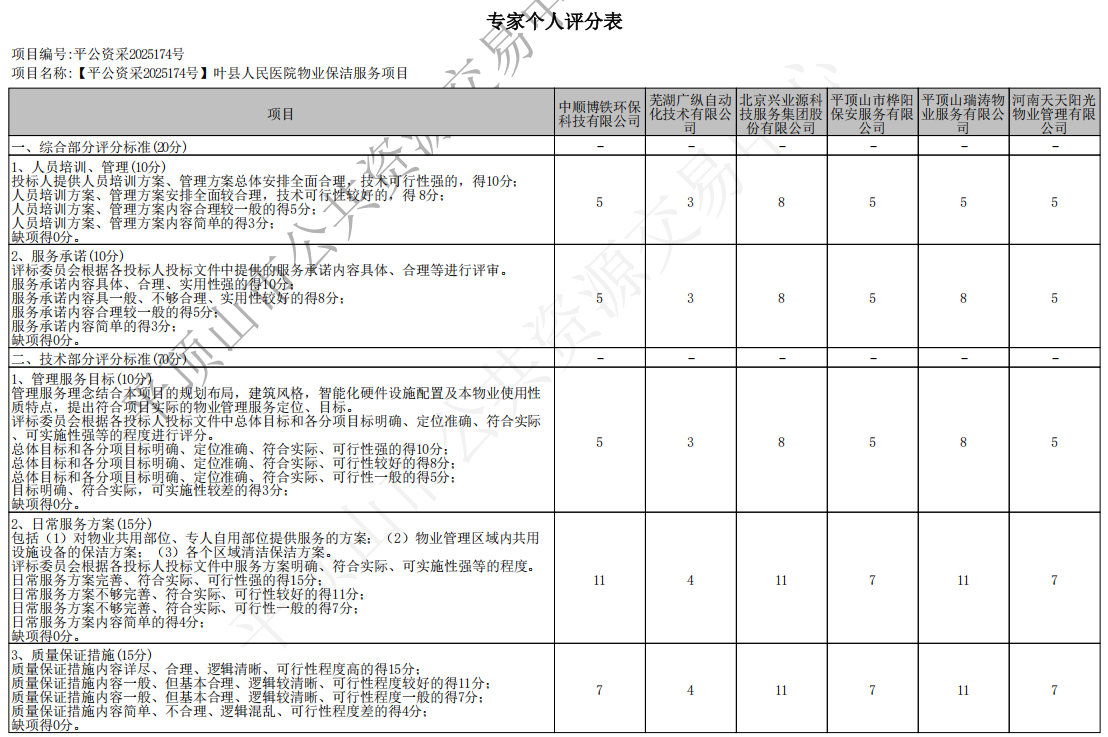 专家个人评分表
项目编号:平公资采2025174号
项目名称:【平公资采2025174号】叶县人民医院物业保洁服务项目
项目
中顺博铁环保
科技有限公司
芜湖广纵自动
化技术有限公
司
北京兴业源科
技服务集团股
份有限公司
平顶山市桦阳
保安服务有限
公司
平顶山瑞涛物
业服务有限公
司
河南天天阳光
物业管理有限
公司
一、综合部分评分标准(20分)
- - - - - -
1、人员培训、管理(10分)
投标人提供人员培训方案、管理方案总体安排全面合理，技术可行性强的，得10分；
人员培训方案、管理方案安排全面较合理，技术可行性较好的，得 8分；
人员培训方案、管理方案内容合理较一般的得5分；
人员培训方案、管理方案内容简单的得3分；
缺项得0分。
5 3 8 5 5 5
2、服务承诺(10分)
评标委员会根据各投标人投标文件中提供的服务承诺内容具体、合理等进行评审。
服务承诺内容具体、合理、实用性强的得10分；
服务承诺内容具一般、不够合理、实用性较好的得8分；
服务承诺内容合理较一般的得5分；
服务承诺内容简单的得3分；
缺项得0分。
5 3 8 5 8 5
二、技术部分评分标准(70分)
- - - - - -
1、管理服务目标(10分)
管理服务理念结合本项目的规划布局，建筑风格，智能化硬件设施配置及本物业使用性
质特点，提出符合项目实际的物业管理服务定位、目标。
评标委员会根据各投标人投标文件中总体目标和各分项目标明确、定位准确、符合实际
、可实施性强等的程度进行评分。
总体目标和各分项目标明确、定位准确、符合实际、可行性强的得10分；
总体目标和各分项目标明确、定位准确、符合实际、可行性较好的得8分；
总体目标和各分项目标明确、定位准确、符合实际、可行性一般的得5分；
目标明确、符合实际，可实施性较差的得3分；
缺项得0分。
5 3 8 5 8 5
2、日常服务方案(15分)
包括（1）对物业共用部位、专人自用部位提供服务的方案；（2）物业管理区域内共用
设施设备的保洁方案；（3）各个区域清洁保洁方案。
评标委员会根据各投标人投标文件中服务方案明确、符合实际、可实施性强等的程度。
日常服务方案完善、符合实际、可行性强的得15分；
日常服务方案不够完善、符合实际、可行性较好的得11分；
日常服务方案不够完善、符合实际、可行性一般的得7分；
日常服务方案内容简单的得4分；
缺项得0分。
11 4 11 7 11 7
3、质量保证措施(15分)
质量保证措施内容详尽、合理、逻辑清晰、可行性程度高的得15分；
质量保证措施内容一般、但基本合理、逻辑较清晰、可行性程度较好的得11分；
质量保证措施内容一般、但基本合理、逻辑较清晰、可行性程度一般的得7分；
质量保证措施内容简单、不合理、逻辑混乱、可行性程度差的得4分；
缺项得0分。
7 4 11 7 11 7
平顶山市公共资源交易中
平顶山市公共资源交易中心